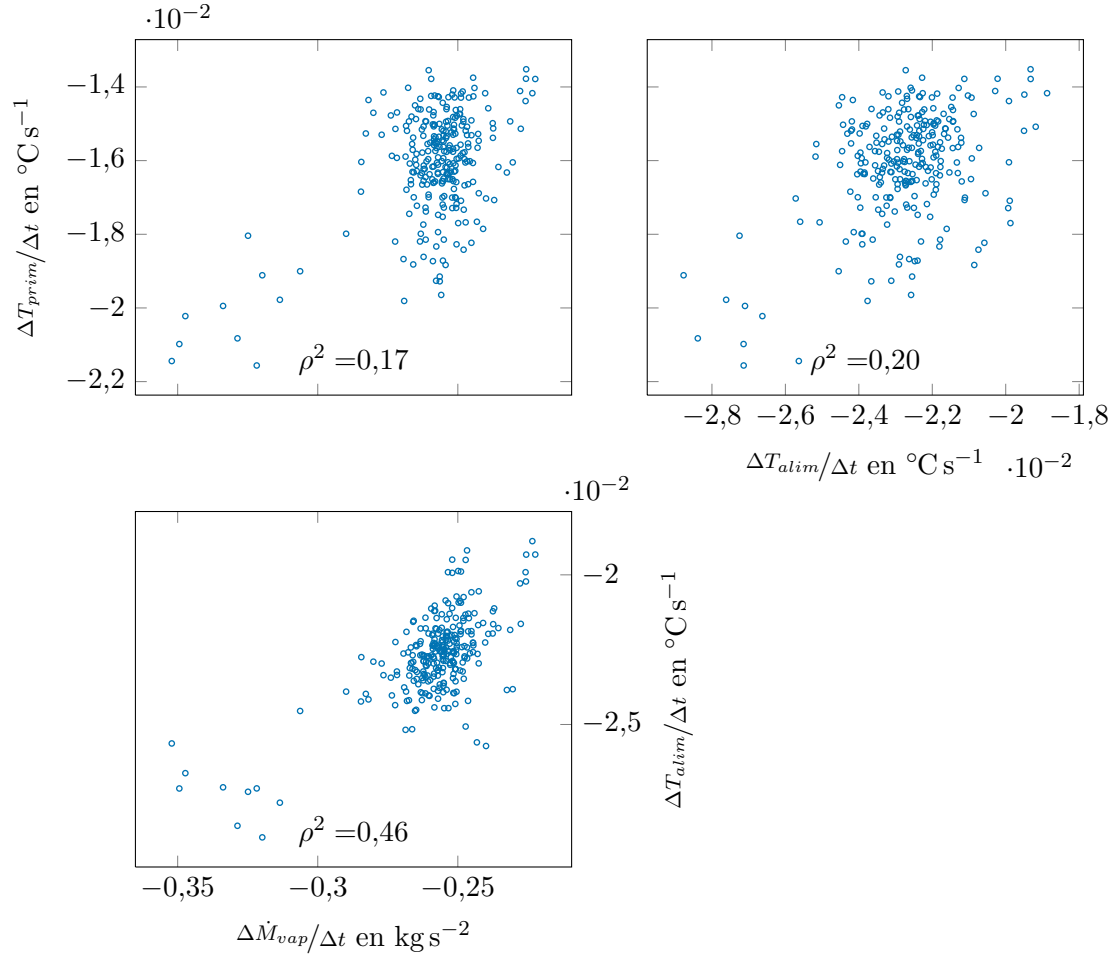 ·10⁻²
−1,4
−1,6
−1,8
−2
−2,2
ΔT_prim/Δt en °C s⁻¹
ρ² =0,17
ρ² =0,20
−2,8 −2,6 −2,4 −2,2 −2 −1,8
ΔT_alim/Δt en °C s⁻¹ ·10⁻²
·10⁻²
−2
−2,5
ΔT_alim/Δt en °C s⁻¹
ρ² =0,46
−0,35 −0,3 −0,25
ΔṀ_vap/Δt en kg s⁻²